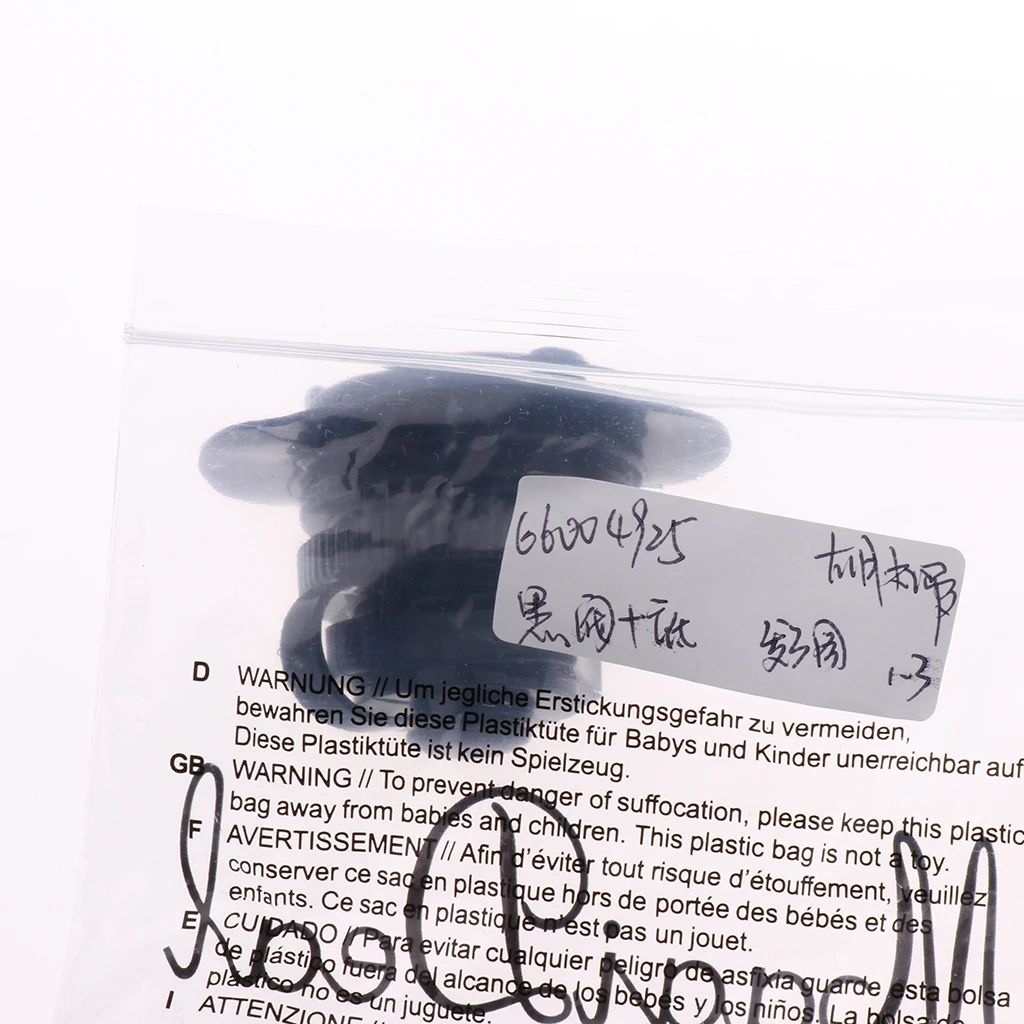 66004925
黑阀十 1.3
D WARNUNG // Um jegliche Erstickungsgefahr zu vermeiden,
bewahren Sie diese Plastiktüte für Babys und Kinder unerreichbar auf
Diese Plastiktüte ist kein Spielzeug.
GB WARNING // To prevent danger of suffocation, please keep this plastic
bag away from babies and children. This plastic bag is not a toy.
F AVERTISSEMENT // Afin d'éviter tout risque d'étouffement, veuillez
conserver ce sac en plastique hors de portée des bébés et des
enfants. Ce sac en plastique n'est pas un jouet.
E CUIDADO // Para evitar cualquier peligro de asfixia guarde esta bolsa
de plástico fuera del alcance de los bebés y los niños. La bolsa de
plástico no es un juguete.
I ATTENZIONE //